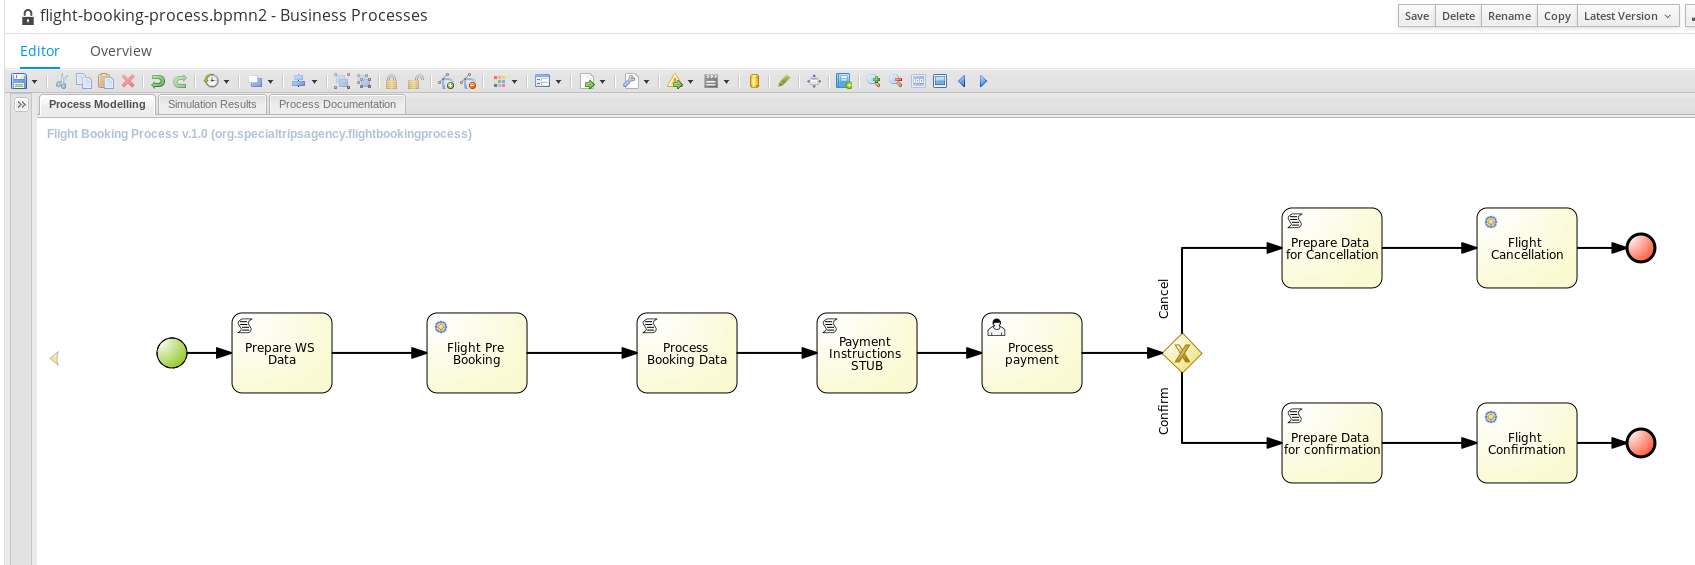 flight-booking-process.bpmn2 - Business Processes
Save Delete Rename Copy Latest Version
Editor Overview
Process Modelling Simulation Results Process Documentation
Flight Booking Process v.1.0 (org.specialtripsagency.flightbookingprocess)
Prepare WS
Data
Flight Pre
Booking
Process
Booking Data
Payment
Instructions
STUB
Process
payment
Cancel
Prepare Data
for Cancellation
Flight
Cancellation
Confirm
Prepare Data
for confirmation
Flight
Confirmation